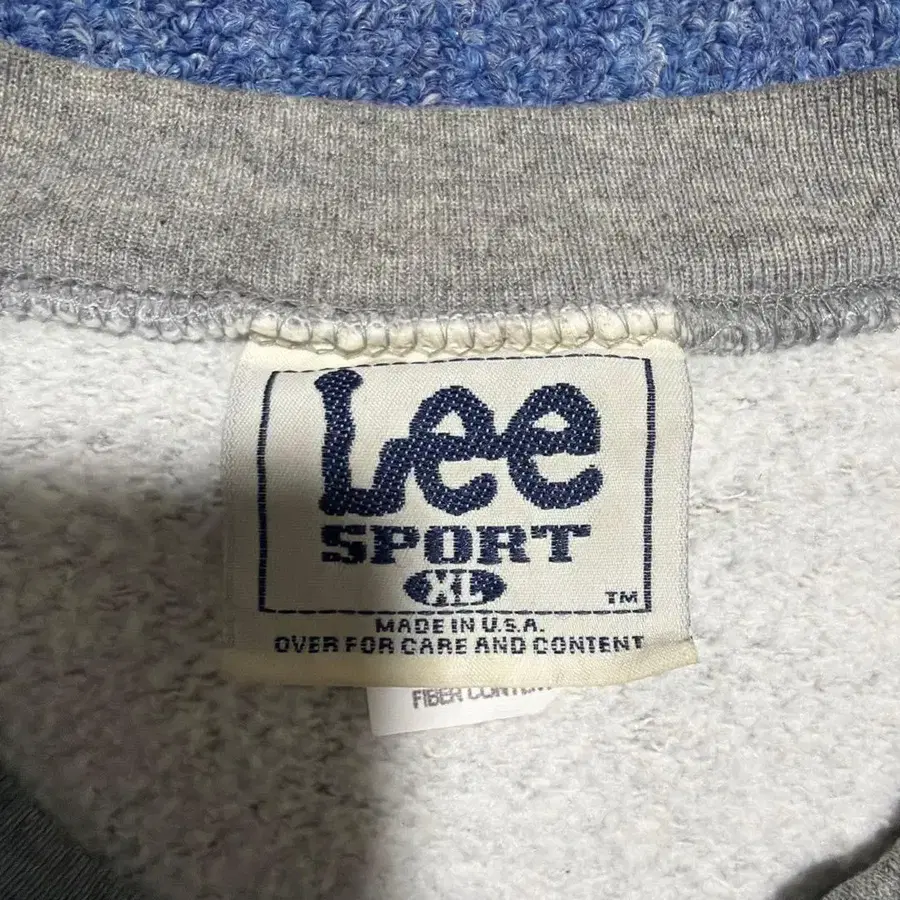 Lee
SPORT
XL
TM
MADE IN U.S.A.
OVER FOR CARE AND CONTENT
FIBER CONTENT